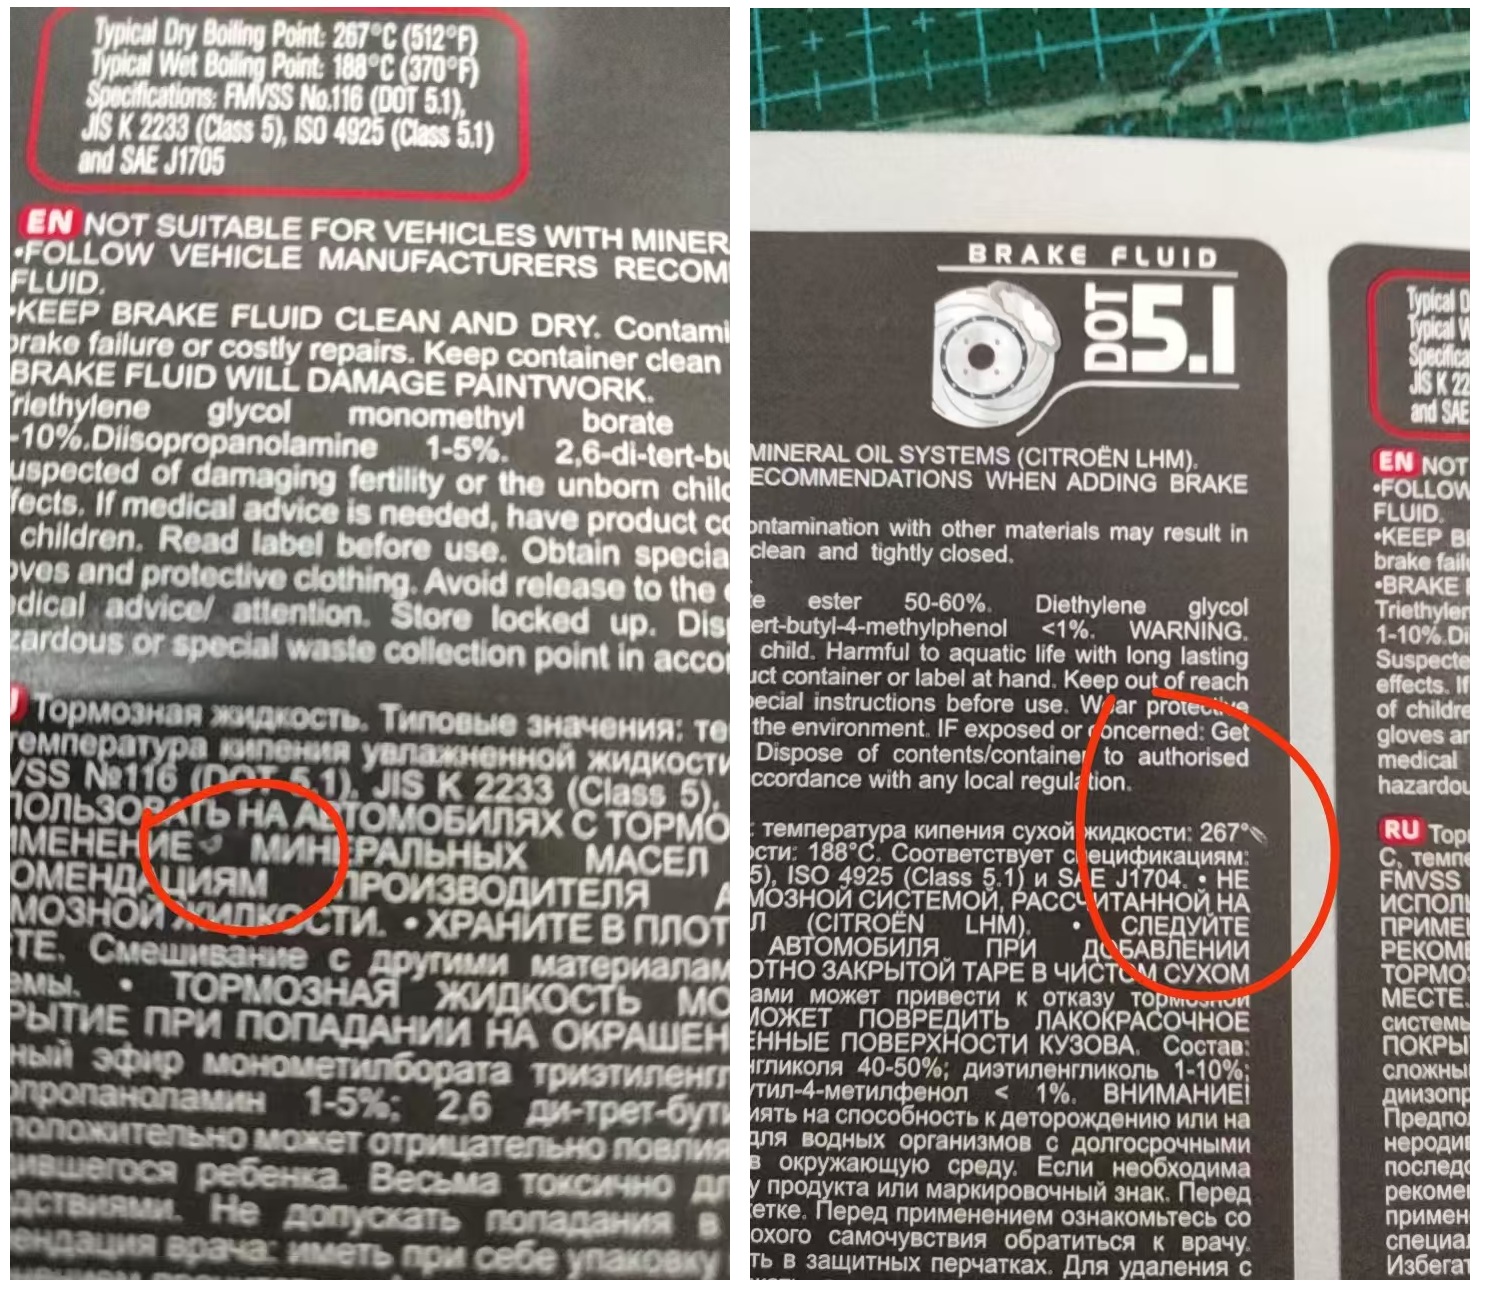 Typical Dry Boiling Point: 267°C (512°F)
Typical Wet Boiling Point: 188°C (370°F)
Specifications: FMVSS No.116 (DOT 5.1),
JIS K 2233 (Class 5), ISO 4925 (Class 5.1)
and SAE J1705
EN NOT SUITABLE FOR VEHICLES WITH MINER
•FOLLOW VEHICLE MANUFACTURERS RECOM
FLUID.
•KEEP BRAKE FLUID CLEAN AND DRY. Contami
brake failure or costly repairs. Keep container clean
BRAKE FLUID WILL DAMAGE PAINTWORK.
riethylene glycol monomethyl borate
-10%.Diisopropanolamine 1-5%. 2,6-di-tert-bu
uspected of damaging fertility or the unborn chilc
fects. If medical advice is needed, have product co
children. Read label before use. Obtain specia
oves and protective clothing. Avoid release to the
edical advice/ attention. Store locked up. Disp
zardous or special waste collection point in accor
Тормозная жидкость. Типовые значения: те
температура кипения увлажненной жидкости
VSS №116 (DOT 5.1), JIS K 2233 (Class 5),
ПОЛЬЗОВАТЬ НА АВТОМОБИЛЯХ С ТОРМО
ИМЕНЕНИЕ МИНЕРАЛЬНЫХ МАСЕЛ
ОМЕНДАЦИЯМ ПРОИЗВОДИТЕЛЯ А
МОЗНОЙ ЖИДКОСТИ. • ХРАНИТЕ В ПЛОТ
ТЕ. Смешивание с другими материалам
емы. • ТОРМОЗНАЯ ЖИДКОСТЬ МО
РЫТИЕ ПРИ ПОПАДАНИИ НА ОКРАШЕН
ный эфир монометилбората триэтиленгл
опропаноламин 1-5%; 2,6 ди-трет-бути
положительно может отрицательно повлия
ившегося ребенка. Весьма токсично дл
дствиями. Не допускать попадания в
ендация врача: иметь при себе упаковку
BRAKE FLUID
DOT 5.1
MINERAL OIL SYSTEMS (CITROËN LHM).
ECOMMENDATIONS WHEN ADDING BRAKE
ontamination with other materials may result in
clean and tightly closed.
te ester 50-60%. Diethylene glycol
ert-butyl-4-methylphenol <1%. WARNING.
child. Harmful to aquatic life with long lasting
uct container or label at hand. Keep out of reach
pecial instructions before use. Wear protective
the environment. IF exposed or concerned: Get
Dispose of contents/container to authorised
ccordance with any local regulation.
: температура кипения сухой жидкости: 267°
ости: 188°C. Соответствует спецификациям:
5), ISO 4925 (Class 5.1) и SAE J1704. • НЕ
МОЗНОЙ СИСТЕМОЙ, РАССЧИТАННОЙ НА
Л (CITROËN LHM). • СЛЕДУЙТЕ
АВТОМОБИЛЯ ПРИ ДОБАВЛЕНИИ
ОТНО ЗАКРЫТОЙ ТАРЕ В ЧИСТОМ СУХОМ
ами может привести к отказу тормозной
МОЖЕТ ПОВРЕДИТЬ ЛАКОКРАСОЧНОЕ
ЕННЫЕ ПОВЕРХНОСТИ КУЗОВА. Состав:
нгликоля 40-50%; диэтиленгликоль 1-10%;
утил-4-метилфенол < 1%. ВНИМАНИЕ!
иять на способность к деторождению или на
для водных организмов с долгосрочными
в окружающую среду. Если необходима
у продукта или маркировочный знак. Перед
етке. Перед применением ознакомьтесь со
охого самочувствия обратиться к врачу.
ть в защитных перчатках. Для удаления с
Typical D
Typical W
Specifica
JIS K 22
and SAE
EN NOT
•FOLLOW
FLUID.
•KEEP BR
brake failu
•BRAKE F
Triethylen
1-10%.Di
Suspecte
effects. If
of childre
gloves an
medical
hazardou
RU Торм
С, темпе
FMVSS
ИСПОЛЬ
ПРИМЕН
РЕКОМЕ
ТОРМОЗ
МЕСТЕ.
системы
ПОКРЫ
сложны
диизопр
Предпол
неродив
последс
рекомен
примен
специал
Избегат